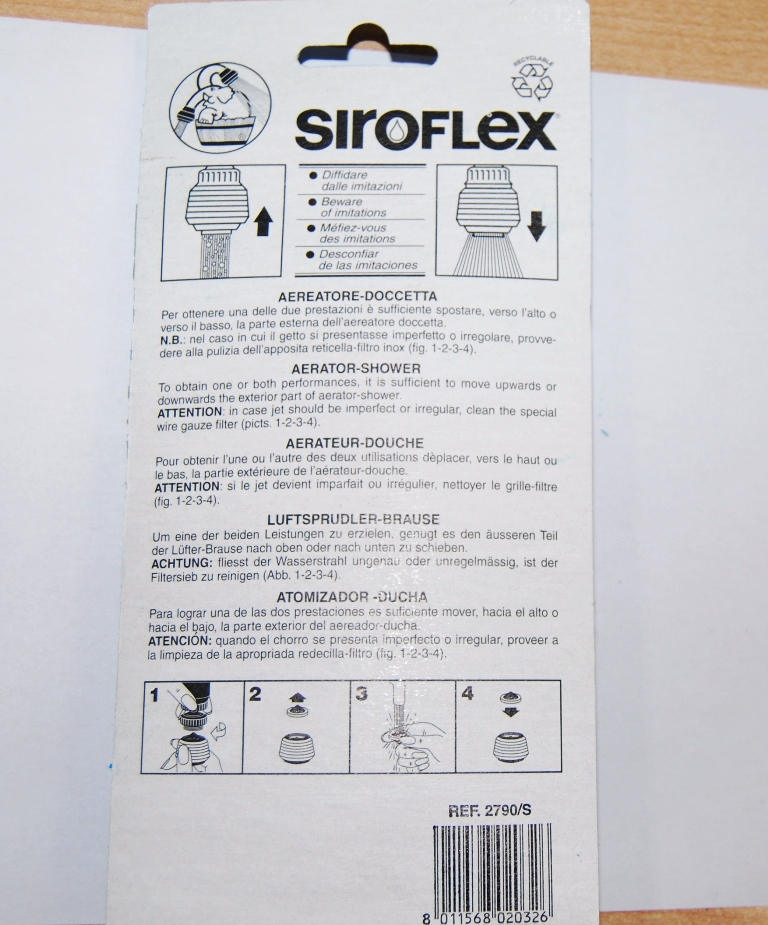 RECYCLABLE
SIROFLEX
● Diffidare
dalle imitazioni
● Beware
of imitations
● Méfiez-vous
des imitations
● Desconfiar
de las imitaciones
AEREATORE-DOCCETTA
Per ottenere una delle due prestazioni è sufficiente spostare, verso l'alto o
verso il basso, la parte esterna dell'aereatore doccetta.
N.B.: nel caso in cui il getto si presentasse imperfetto o irregolare, provve-
dere alla pulizia dell'apposita reticella-filtro inox (fig. 1-2-3-4).
AERATOR-SHOWER
To obtain one or both performances, it is sufficient to move upwards or
downwards the exterior part of aerator-shower.
ATTENTION: in case jet should be imperfect or irregular, clean the special
wire gauze filter (picts. 1-2-3-4).
AERATEUR-DOUCHE
Pour obtenir l'une ou l'autre des deux utilisations dèplacer, vers le haut ou
le bas, la partie extérieure de l'aérateur-douche.
ATTENTION: si le jet devient imparfait ou irrégulier, nettoyer le grille-filtre
(fig. 1-2-3-4).
LUFTSPRUDLER-BRAUSE
Um eine der beiden Leistungen zu erzielen, genugt es den äusseren Teil
der Lüfter-Brause nach oben oder nach unten zu schieben.
ACHTUNG: fliesst der Wasserstrahl ungenau oder unregelmässig, ist der
Filtersieb zu reinigen (Abb. 1-2-3-4).
ATOMIZADOR -DUCHA
Para lograr una de las dos prestaciones es suficiente mover, hacia el alto o
hacia el bajo, la parte exterior del aereador-ducha.
ATENCIÓN: quando el chorro se presenta imperfecto o irregular, proveer a
la limpieza de la apropriada redecilla-filtro (fig. 1-2-3-4).
1 2 3 4
REF. 2790/S
8 011568 020326